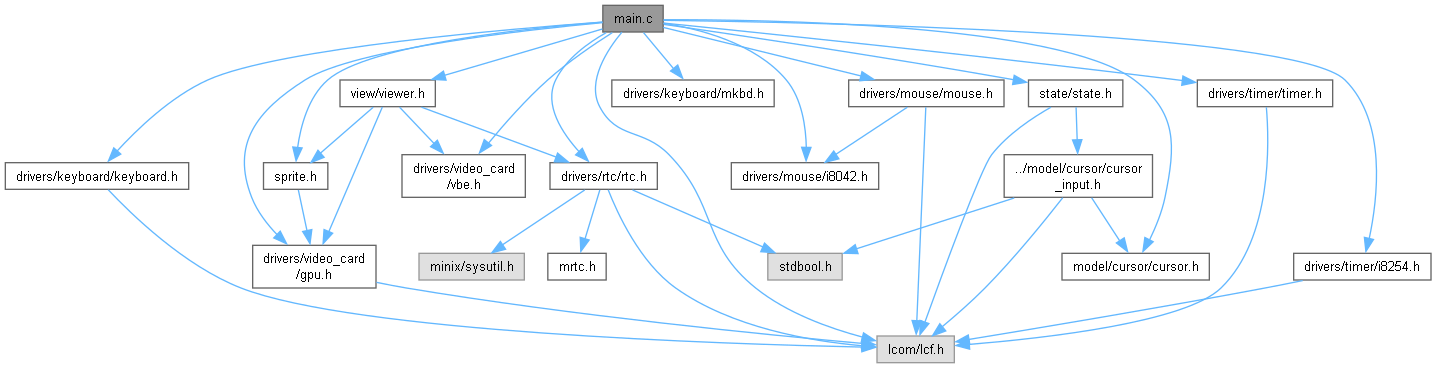 main.c
view/viewer.h
drivers/keyboard/mkbd.h
drivers/mouse/mouse.h
state/state.h
drivers/timer/timer.h
drivers/keyboard/keyboard.h
sprite.h
drivers/video_card
/vbe.h
drivers/rtc/rtc.h
drivers/mouse/i8042.h
../model/cursor/cursor
_input.h
drivers/video_card
/gpu.h
minix/sysutil.h
mrtc.h
stdbool.h
model/cursor/cursor.h
drivers/timer/i8254.h
lcom/lcf.h